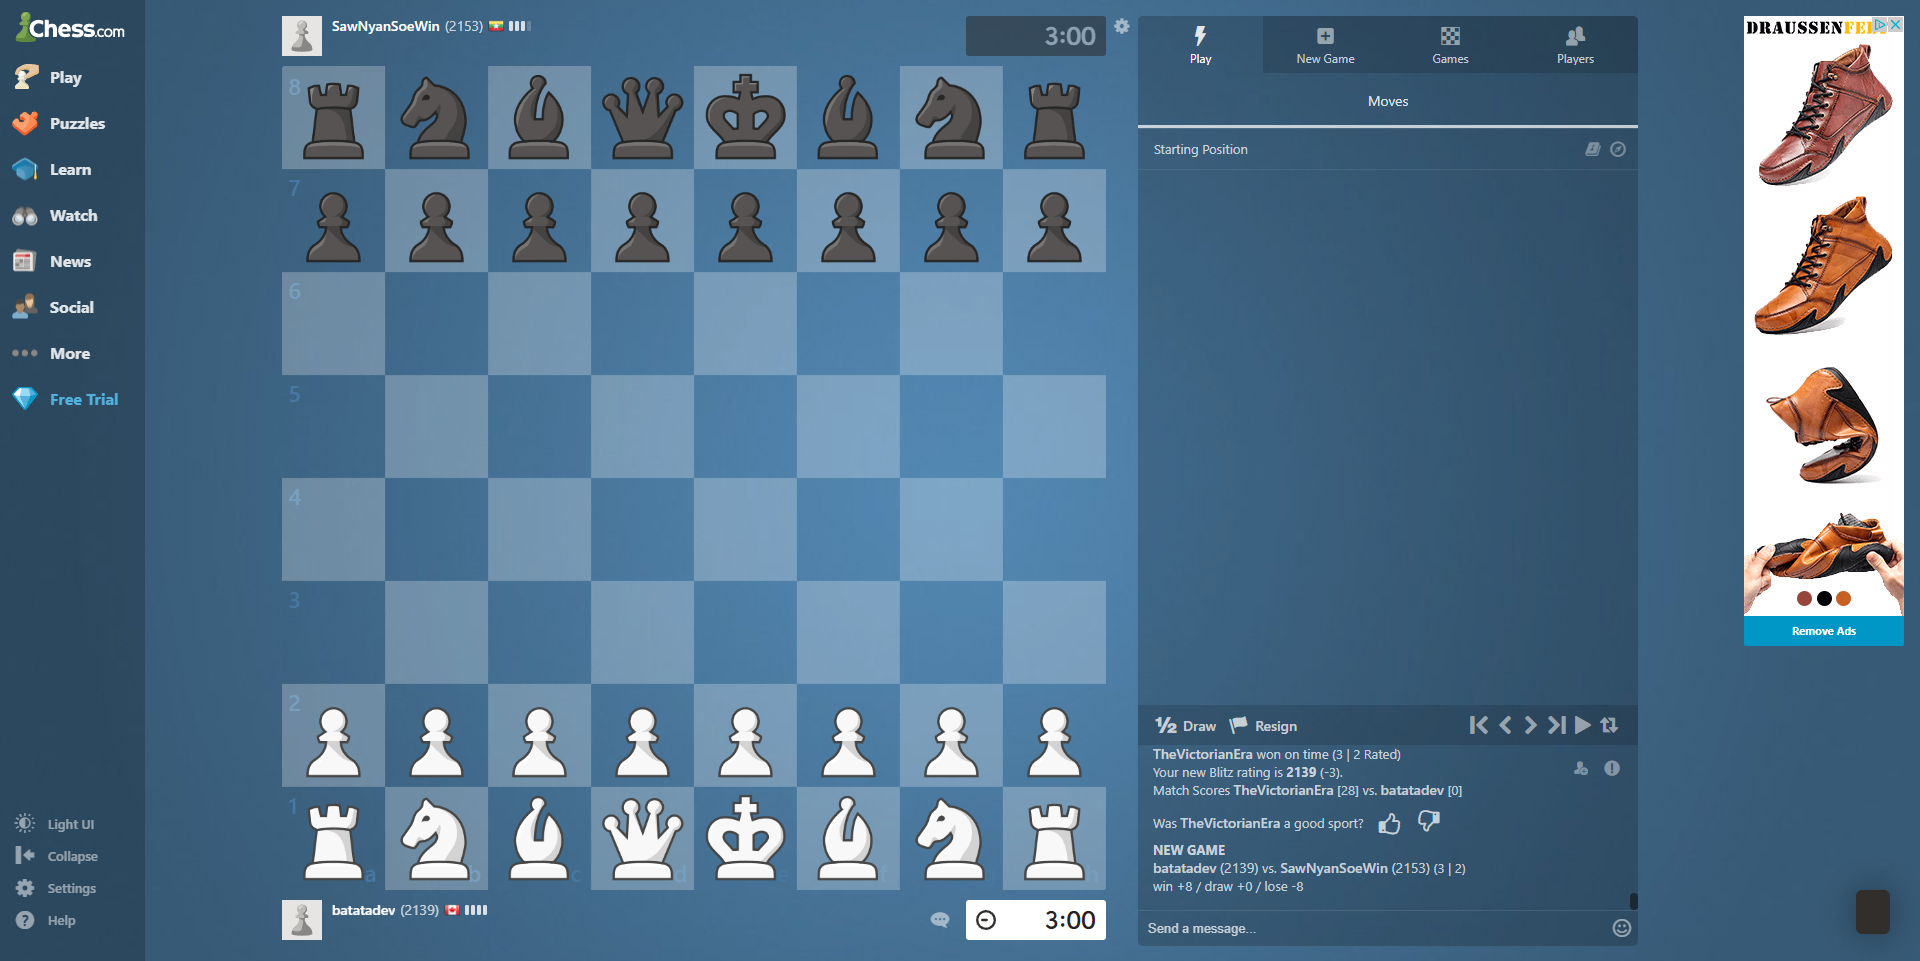 Chess.com
Play
Puzzles
Learn
Watch
News
Social
More
Free Trial
Light UI
Collapse
Settings
Help
SawNyanSoeWin (2153)
3:00
8
7
6
5
4
3
2
1
a
b
c
d
e
f
h
batatadev (2139)
3:00
Play
New Game
Games
Players
Moves
Starting Position
½ Draw
Resign
TheVictorianEra won on time (3 | 2 Rated)
Your new Blitz rating is 2139 (-3).
Match Scores TheVictorianEra [28] vs. batatadev [0]
Was TheVictorianEra a good sport?
NEW GAME
batatadev (2139) vs. SawNyanSoeWin (2153) (3 | 2)
win +8 / draw +0 / lose -8
Send a message...
Remove Ads